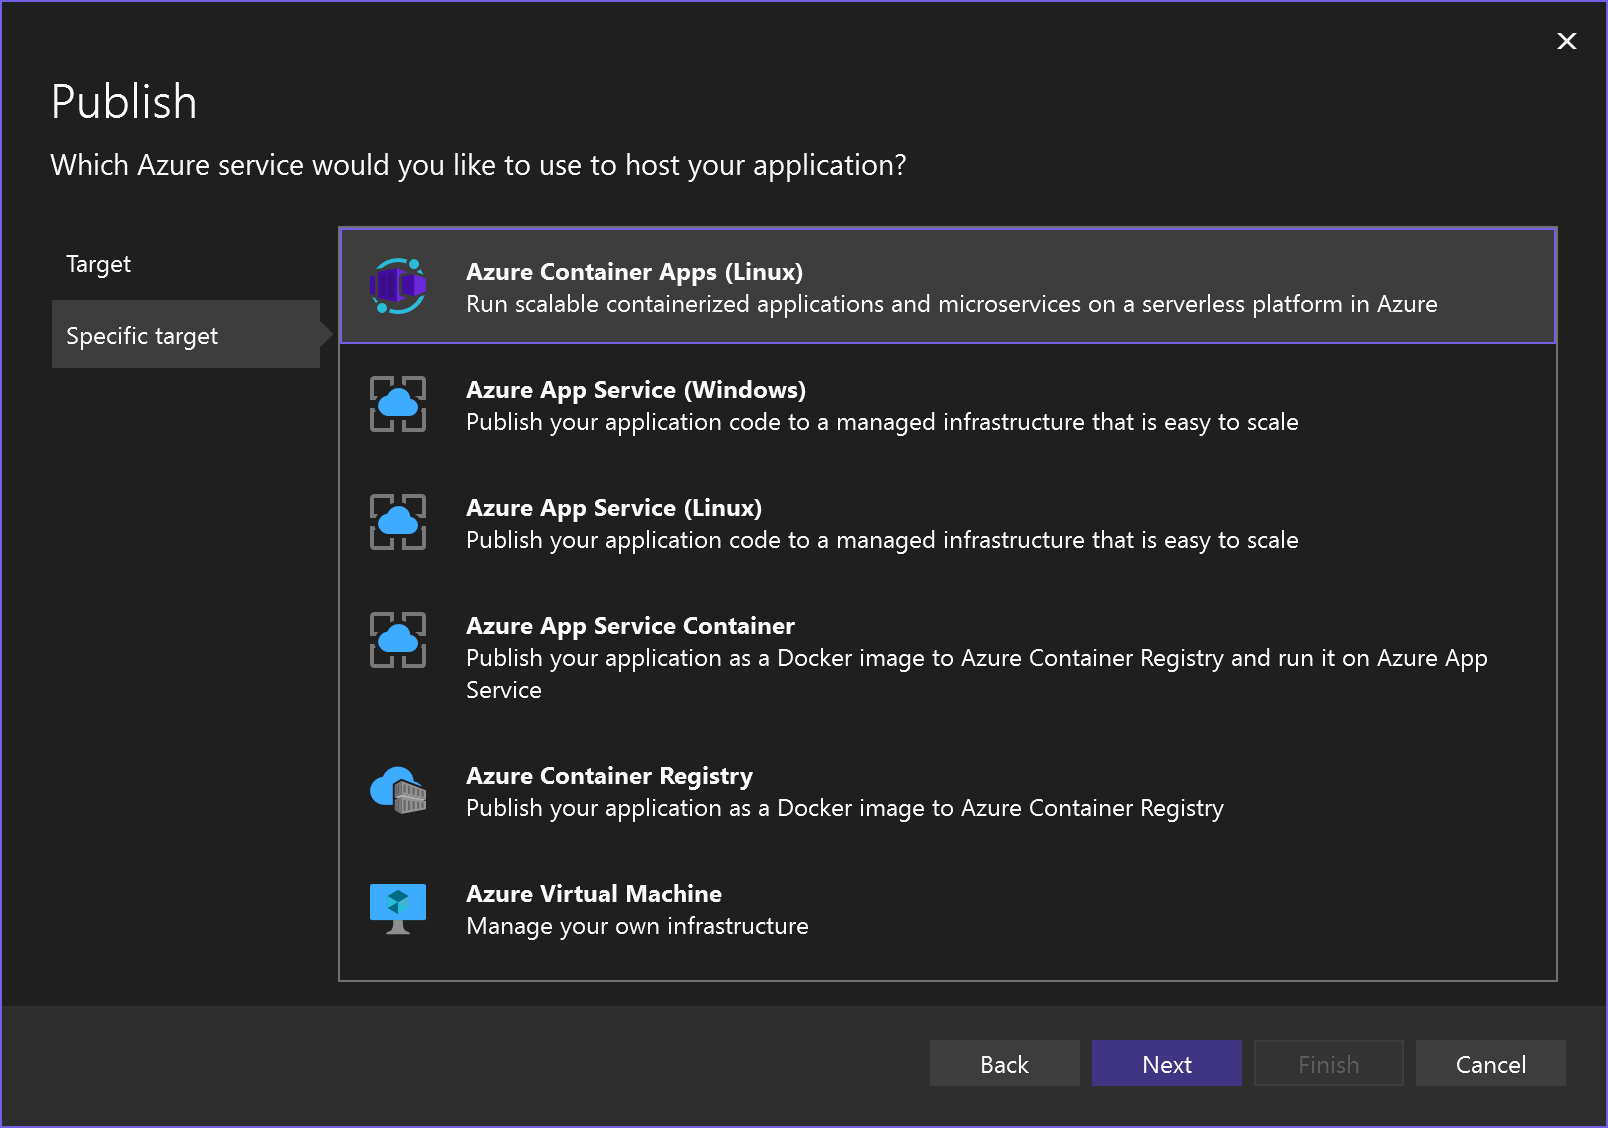 Publish
Which Azure service would you like to use to host your application?
Target
Specific target
Azure Container Apps (Linux)
Run scalable containerized applications and microservices on a serverless platform in Azure
Azure App Service (Windows)
Publish your application code to a managed infrastructure that is easy to scale
Azure App Service (Linux)
Publish your application code to a managed infrastructure that is easy to scale
Azure App Service Container
Publish your application as a Docker image to Azure Container Registry and run it on Azure App
Service
Azure Container Registry
Publish your application as a Docker image to Azure Container Registry
Azure Virtual Machine
Manage your own infrastructure
Back
Next
Finish
Cancel